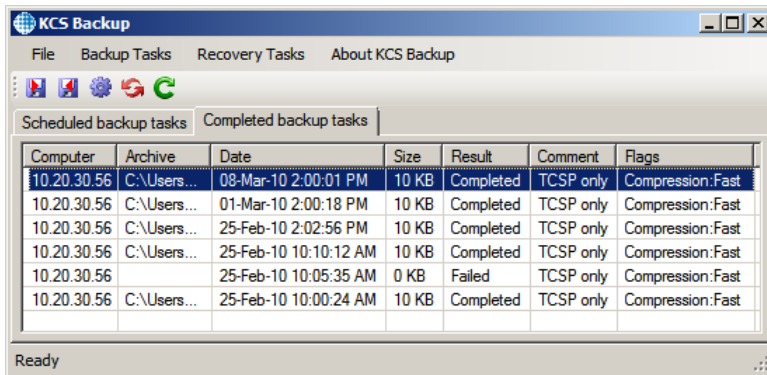 KCS Backup
File Backup Tasks Recovery Tasks About KCS Backup
Scheduled backup tasks Completed backup tasks
Computer Archive Date Size Result Comment Flags
10.20.30.56 C:\Users... 08-Mar-10 2:00:01 PM 10 KB Completed TCSP only Compression:Fast
10.20.30.56 C:\Users... 01-Mar-10 2:00:18 PM 10 KB Completed TCSP only Compression:Fast
10.20.30.56 C:\Users... 25-Feb-10 2:02:56 PM 10 KB Completed TCSP only Compression:Fast
10.20.30.56 C:\Users... 25-Feb-10 10:10:12 AM 10 KB Completed TCSP only Compression:Fast
10.20.30.56 25-Feb-10 10:05:35 AM 0 KB Failed TCSP only Compression:Fast
10.20.30.56 C:\Users... 25-Feb-10 10:00:24 AM 10 KB Completed TCSP only Compression:Fast
Ready